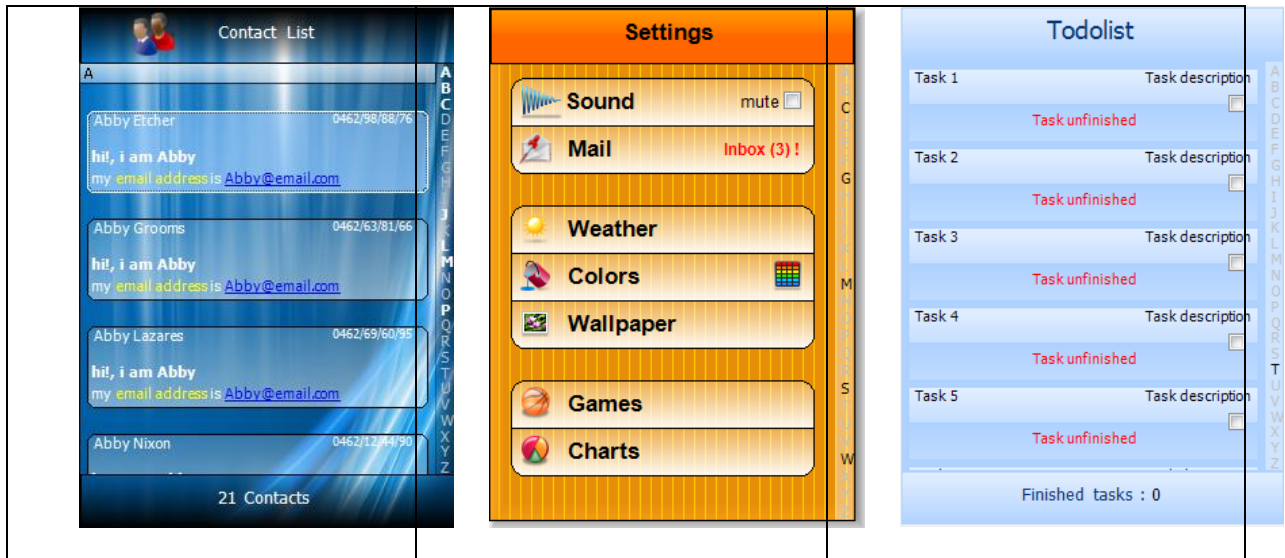 Contact List
A
Abby Etcher 0462/98/88/76
hi!, i am Abby
my email address is Abby@email.com
Abby Grooms 0462/63/81/66
hi!, i am Abby
my email address is Abby@email.com
Abby Lazares 0462/69/60/95
hi!, i am Abby
my email address is Abby@email.com
Abby Nixon 0462/12/44/90
21 Contacts
A
B
C
D
E
F
G
H
I
J
K
L
M
N
O
P
Q
R
S
T
U
V
W
X
Y
Z
Settings
Sound mute
Mail Inbox (3) !
Weather
Colors
Wallpaper
Games
Charts
C
G
M
S
W
Todolist
Task 1 Task description
Task unfinished
Task 2 Task description
Task unfinished
Task 3 Task description
Task unfinished
Task 4 Task description
Task unfinished
Task 5 Task description
Task unfinished
Finished tasks : 0
A
B
C
D
E
F
G
H
I
J
K
L
M
N
O
P
Q
R
S
T
U
V
W
X
Y
Z